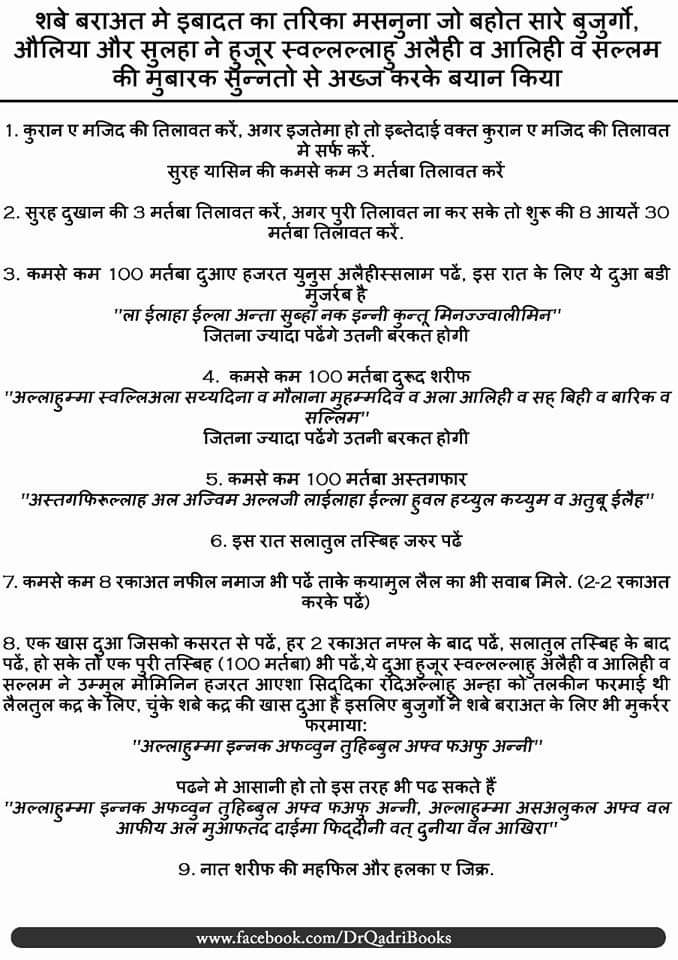 शबे बराअत मे इबादत का तरिका मसनुना जो बहोत सारे बुजुर्गो,
औलिया और सुलहा ने हुजूर स्वल्लल्लाहु अलैही व आलिही व सल्लम
की मुबारक सुन्नतो से अख्ज करके बयान किया
1. कुरान ए मजिद की तिलावत करें, अगर इजतेमा हो तो इब्तेदाई वक्त कुरान ए मजिद की तिलावत
मे सर्फ करें.
सुरह यासिन की कमसे कम 3 मर्तबा तिलावत करें
2. सुरह दुखान की 3 मर्तबा तिलावत करें, अगर पुरी तिलावत ना कर सके तो शुरू की 8 आयतें 30
मर्तबा तिलावत करें.
3. कमसे कम 100 मर्तबा दुआए हजरत युनुस अलैहीस्सलाम पढें, इस रात के लिए ये दुआ बडी
मुजर्रब है
"ला ईलाहा ईल्ला अन्ता सुब्हा नक इन्नी कुन्तू मिनज्ज्वालीमिन"
जितना ज्यादा पढेंगे उतनी बरकत होगी
4. कमसे कम 100 मर्तबा दुरूद शरीफ
"अल्लाहुम्मा स्वल्लिअला सय्यदिना व मौलाना मुहम्मदिव व अला आलिही व सह् बिही व बारिक व
सल्लिम"
जितना ज्यादा पढेंगे उतनी बरकत होगी
5. कमसे कम 100 मर्तबा अस्तगफार
"अस्तगफिरूल्लाह अल अज्विम अल्लजी लाईलाहा ईल्ला हुवल हय्युल कय्युम व अतुबू ईलैह"
6. इस रात सलातुल तस्बिह जरुर पढें
7. कमसे कम 8 रकाअत नफील नमाज भी पढें ताके कयामुल लैल का भी सवाब मिले. (2-2 रकाअत
करके पढें)
8. एक खास दुआ जिसको कसरत से पढें, हर 2 रकाअत नफ्ल के बाद पढें, सलातुल तस्बिह के बाद
पढें, हो सके तो एक पुरी तस्बिह (100 मर्तबा) भी पढें,ये दुआ हुजूर स्वल्लल्लाहु अलैही व आलिही व
सल्लम ने उम्मुल मोमिनिन हजरत आएशा सिद्दिका रदिअल्लाहु अन्हा को तलकीन फरमाई थी
लैलतुल कद्र के लिए, चुंके शबे कद्र की खास दुआ है इसलिए बुजुर्गो ने शबे बराअत के लिए भी मुकर्रर
फरमाया:
"अल्लाहुम्मा इन्नक अफव्वुन तुहिब्बुल अफ्व फअफु अन्नी"
पढने मे आसानी हो तो इस तरह भी पढ सकते हैं
"अल्लाहुम्मा इन्नक अफव्वुन तुहिब्बुल अफ्व फअफु अन्नी, अल्लाहुम्मा असअलुकल अफ्व वल
आफीय अल मुआफतद दाईमा फिद्दीनी वत् दुनीया वल आखिरा"
9. नात शरीफ की महफिल और हलका ए जिक्र.
www.facebook.com/DrQadriBooks